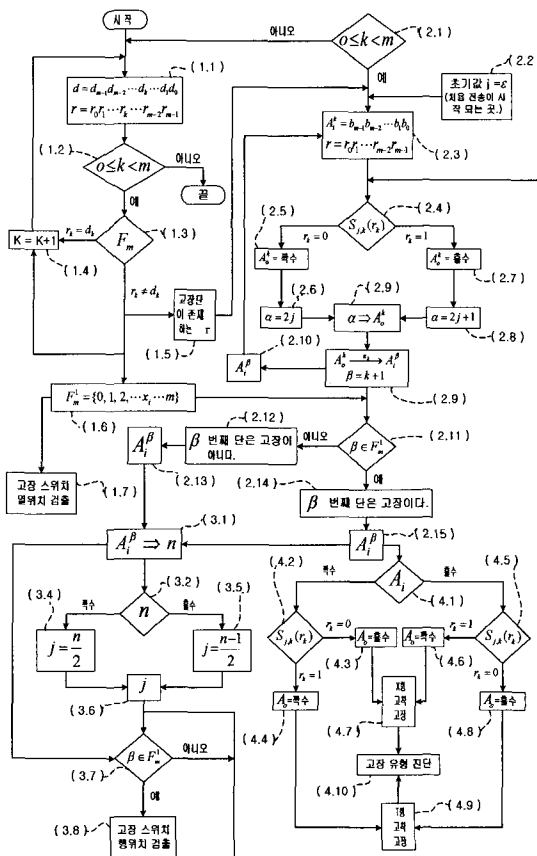 시작
( 1.1 )
d = d_{m-1}d_{m-2}…d_k…d_1d_0
r = r_0r_1…r_k…r_{m-2}r_{m-1}
( 1.2 )
o≤k<m
아니오
끝
예
F_m
( 1.3 )
r_k = d_k
K = K+1
( 1.4 )
r_k ≠ d_k
고장단
이 존재
하는 r
( 1.5 )
F_m^1 = {0, 1, 2, …x_i…m}
( 1.6 )
고장 스위치
열위치 검출
( 1.7 )
아니오
o≤k<m
( 2.1 )
예
( 2.2 )
초기값 j = ε
(처음 전송이 시
작 되는 곳.)
A_i^k = b_{m-1}b_{m-2}…b_1b_0
r = r_0r_1…r_{m-2}r_{m-1}
( 2.3 )
S_{j,k}(r_k)
( 2.4 )
( 2.5 )
r_k = 0
r_k = 1
A_o^k = 짝수
A_o^k = 홀수
( 2.7 )
( 2.6 )
( 2.9 )
α = 2j
α ⇒ A_o^k
α = 2j+1
( 2.8 )
( 2.10 )
A_i^β
β = k+1
( 2.9 )
( 2.12 )
β 번째 단은 고장이
아니다.
아니오
β ∈ F_m^1
( 2.11 )
예
A_i^β
( 2.13 )
( 2.14 )
β 번째 단은 고장이다.
A_i^β
( 2.15 )
( 3.1 )
A_i^β ⇒ n
( 3.2 )
n
짝수
홀수
( 3.4 )
( 3.5 )
j = n/2
j = (n-1)/2
j
( 3.6 )
β ∈ F_m^1
아니오
( 3.7 )
예
( 3.8 )
고장 스위치
행위치 검출
짝수
A_i
홀수
( 4.1 )
( 4.2 )
( 4.5 )
S_{j,k}(r_k)
r_k = 0
A_o = 홀수
( 4.3 )
r_k = 1
A_o = 짝수
( 4.6 )
S_{j,k}(r_k)
r_k = 1
r_k = 0
A_o = 짝수
( 4.4 )
A_o = 홀수
( 4.8 )
X형
고착
고장
( 4.7 )
고장 유형 진단
( 4.10 )
( 4.9 )
T형
고착
고장